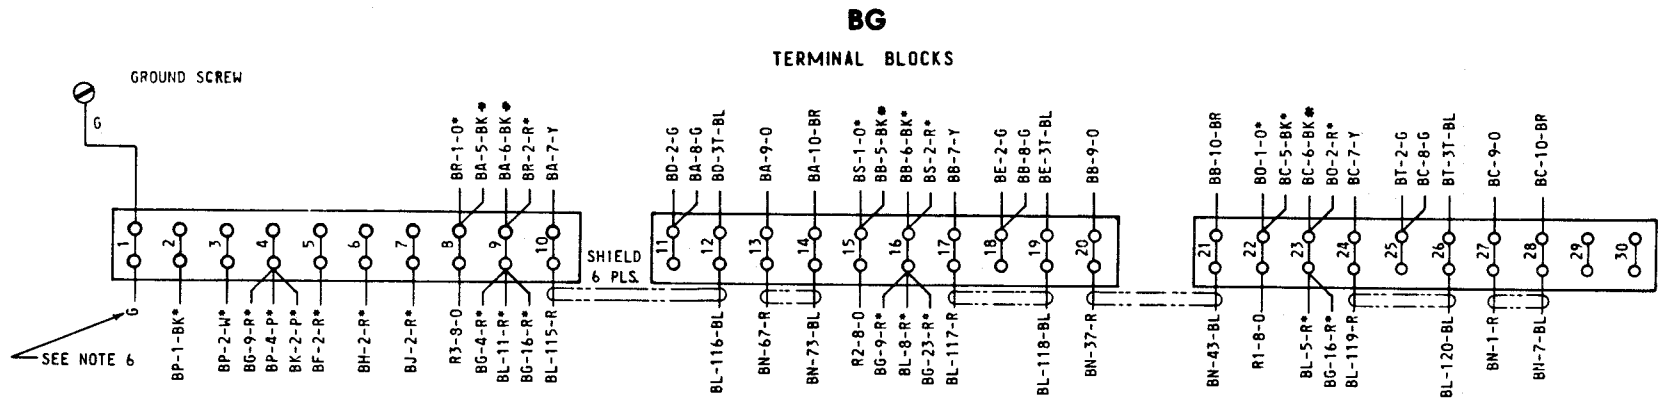 BG
TERMINAL BLOCKS
GROUND SCREW
G
BR-1-O*
BA-5-BK*
BA-6-BK*
BR-2-R*
BA-7-Y
BD-2-G
BA-8-G
BD-3T-BL
BA-9-O
BA-10-BR
BS-1-O*
BB-5-BK*
BB-6-BK*
BS-2-R*
BB-7-Y
BE-2-G
BB-8-G
BE-3T-BL
BB-9-O
BB-10-BR
BO-1-O*
BC-5-BK*
BC-6-BK*
BO-2-R*
BC-7-Y
BT-2-G
BC-8-G
BT-3T-BL
BC-9-O
BC-10-BR
1 2 3 4 5 6 7 8 9 10
SHIELD
6 PLS.
11 12 13 14 15 16 17 18 19 20
21 22 23 24 25 26 27 28 29 30
G
SEE NOTE 6
BP-1-BK*
BP-2-W*
BG-9-R*
BP-4-P*
BK-2-P*
BF-2-R*
BH-2-R*
BJ-2-R*
R3-8-O
BG-4-R*
BL-11-R*
BG-16-R*
BL-115-R
BL-116-BL
BN-67-R
BN-73-BL
R2-8-O
BG-9-R*
BL-8-R*
BG-23-R*
BL-117-R
BL-118-BL
BN-37-R
BN-43-BL
R1-8-O
BL-5-R*
BG-16-R*
BL-119-R
BL-120-BL
BN-1-R
BN-7-BL